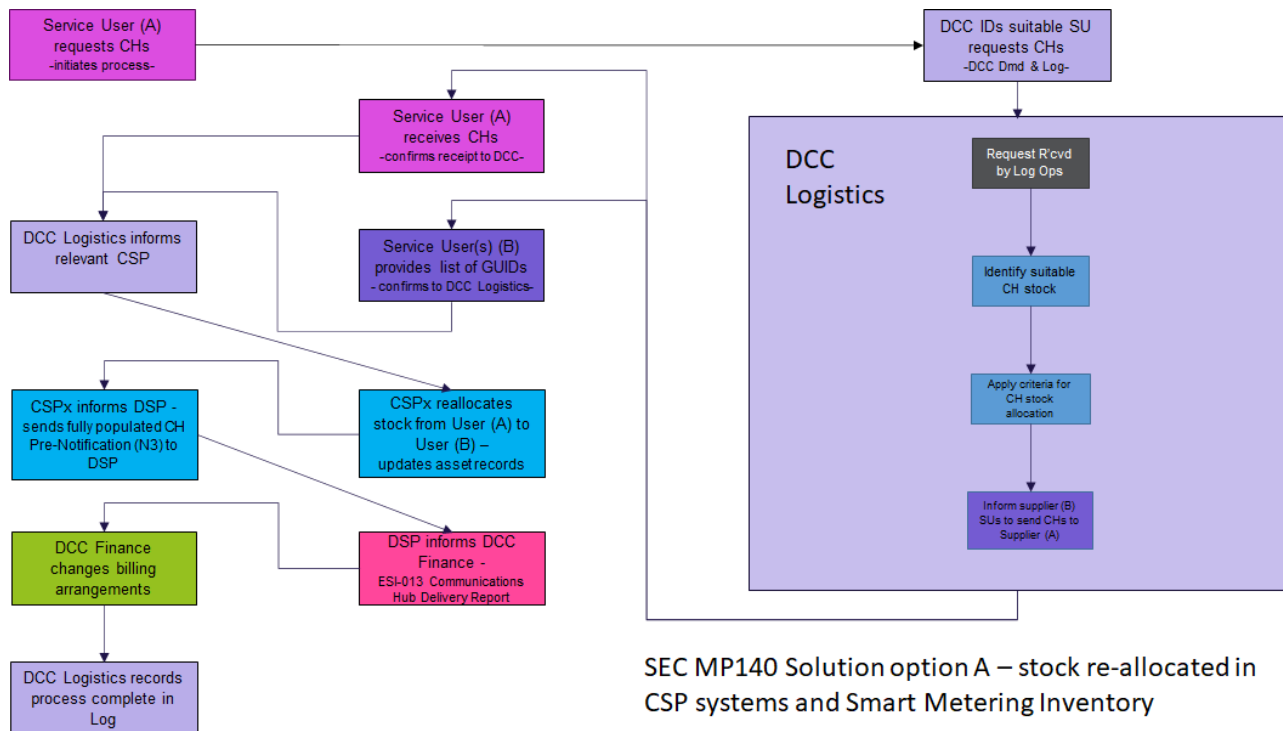 Service User (A)
requests CHs
-initiates process-
DCC IDs suitable SU
requests CHs
-DCC Dmd & Log-
Service User (A)
receives CHs
-confirms receipt to DCC-
DCC
Logistics
Request R'cvd
by Log Ops
DCC Logistics informs
relevant CSP
Service User(s) (B)
provides list of GUIDs
- confirms to DCC Logistics-
Identify suitable
CH stock
CSPx informs DSP -
sends fully populated CH
Pre-Notification (N3) to
DSP
CSPx reallocates
stock from User (A) to
User (B) –
updates asset records
Apply criteria for
CH stock
allocation
Inform supplier (B)
SUs to send CHs to
Supplier (A)
DCC Finance
changes billing
arrangements
DSP informs DCC
Finance -
ESI-013 Communications
Hub Delivery Report
DCC Logistics records
process complete in
Log
SEC MP140 Solution option A – stock re-allocated in
CSP systems and Smart Metering Inventory